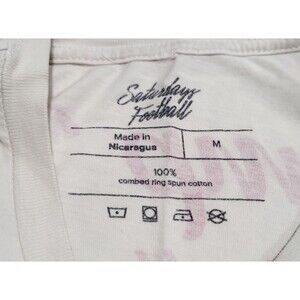 Saturdays
Football
Made in
Nicaragua
M
100%
combed ring spun cotton